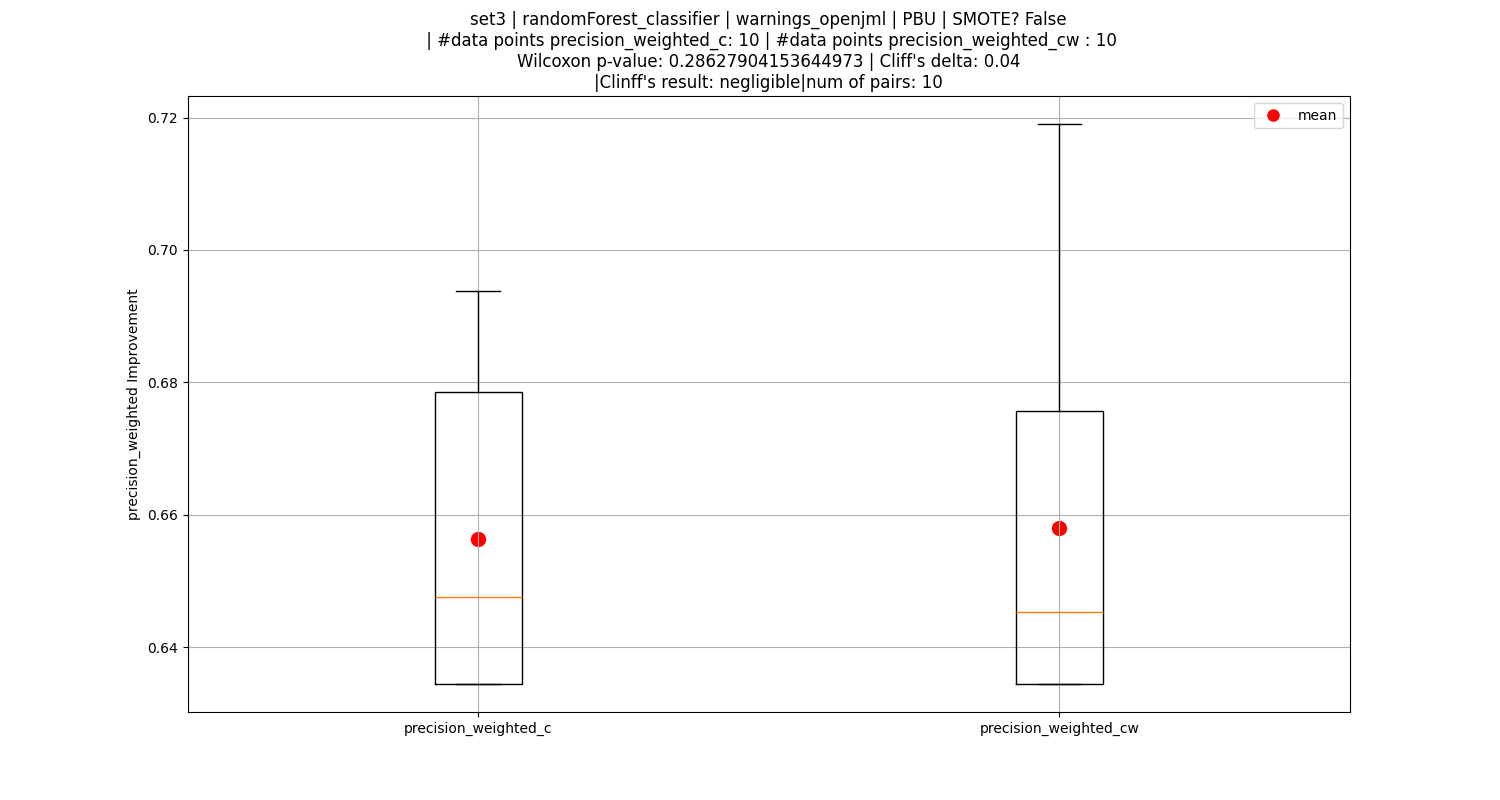 set3 | randomForest_classifier | warnings_openjml | PBU | SMOTE? False
| #data points precision_weighted_c: 10 | #data points precision_weighted_cw : 10
Wilcoxon p-value: 0.28627904153644973 | Cliff's delta: 0.04
|Clinff's result: negligible|num of pairs: 10
mean
precision_weighted Improvement
0.72
0.70
0.68
0.66
0.64
precision_weighted_c
precision_weighted_cw